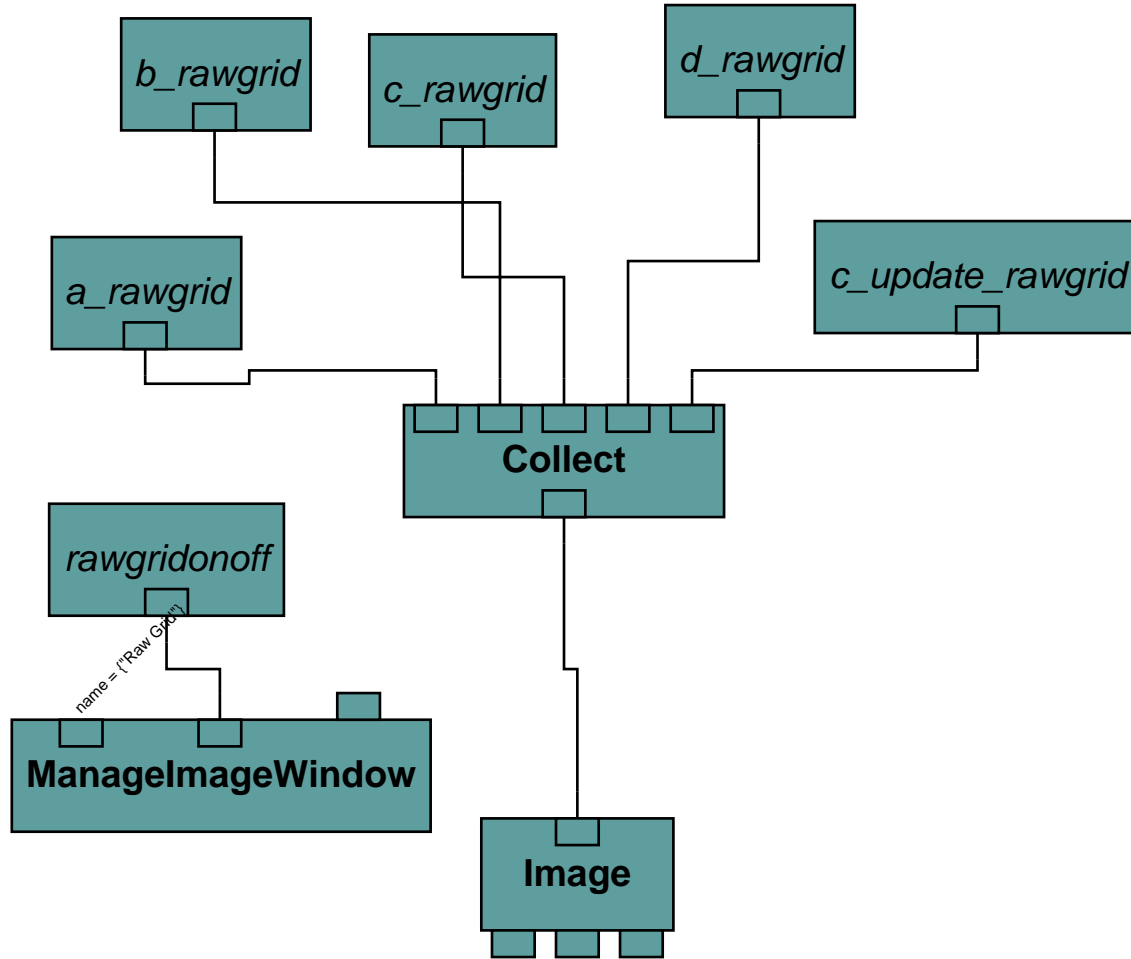 b_rawgrid
c_rawgrid
d_rawgrid
a_rawgrid
c_update_rawgrid
Collect
rawgridonoff
name = {"Raw Grid"}
ManageImageWindow
Image